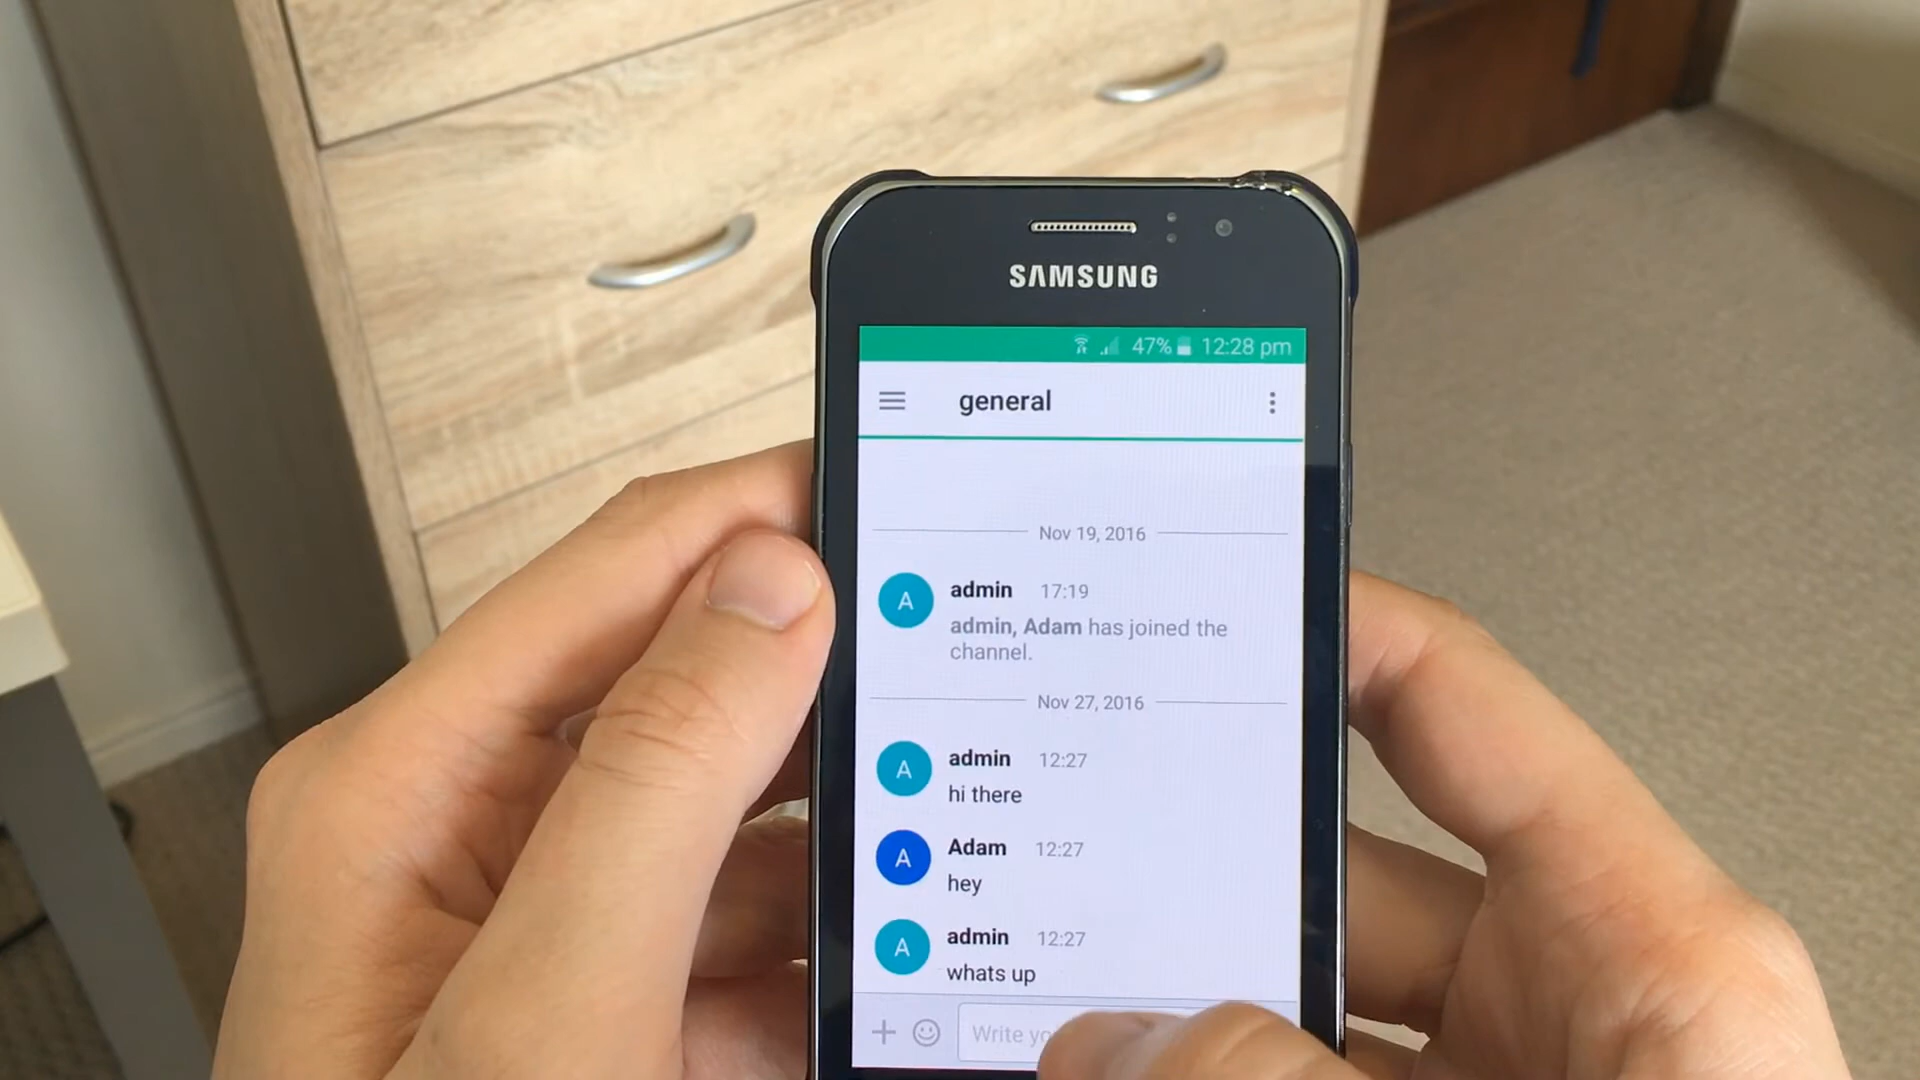 SAMSUNG
47% 12:28 pm
general
Nov 19, 2016
A admin 17:19
admin, Adam has joined the
channel.
Nov 27, 2016
A admin 12:27
hi there
A Adam 12:27
hey
A admin 12:27
whats up
Write